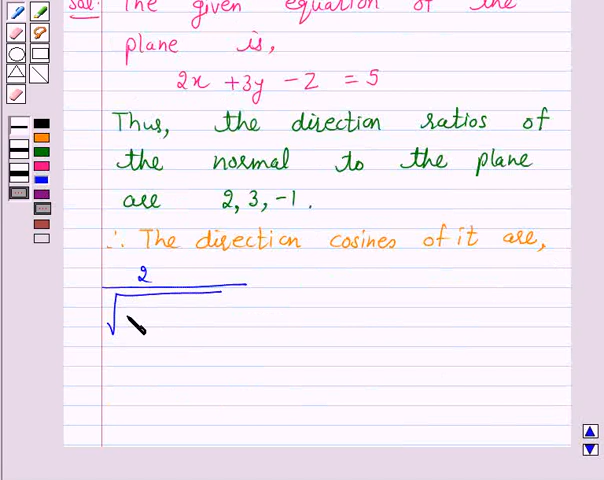 Sol: The given equation of the
plane is,
2x + 3y - z = 5
Thus, the direction ratios of
the normal to the plane
are 2, 3, -1.
∴ The direction cosines of it are,
2
√